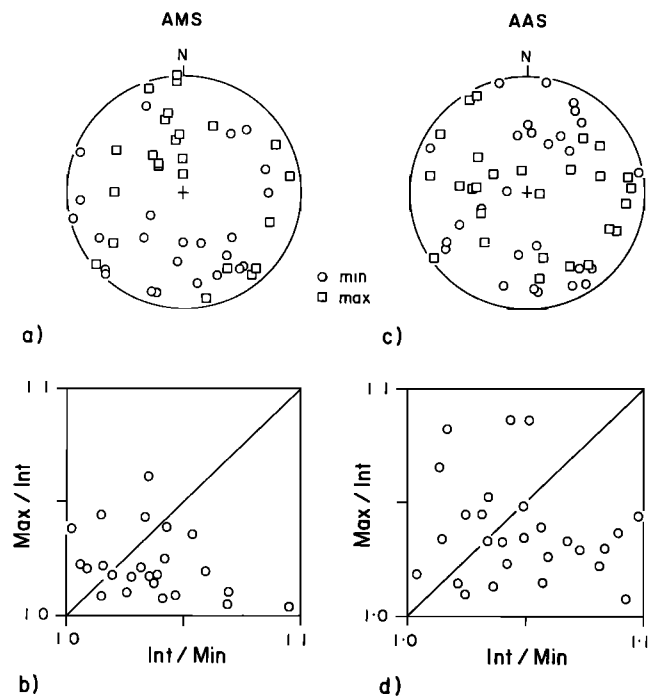 AMS
AAS
N
N
○ min
□ max
a)
c)
1.1
1.1
Max / Int
Max / Int
1.0
1.0
1.0
1.1
1.0
1.1
Int / Min
Int / Min
b)
d)